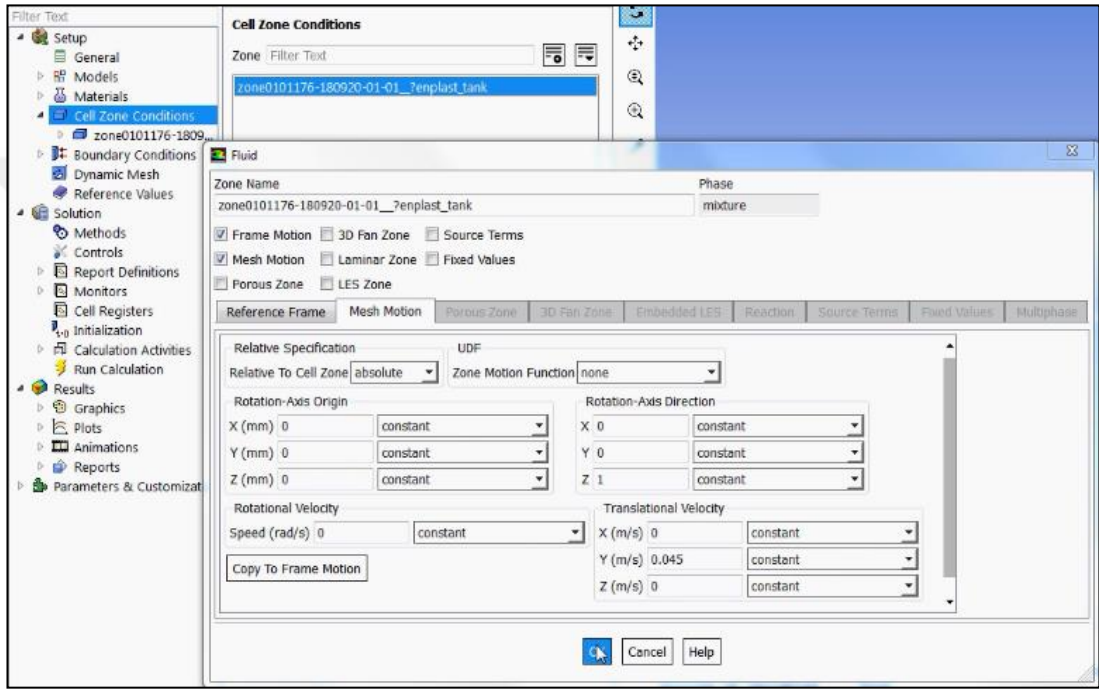 Filter Text
Setup
General
Models
Materials
Cell Zone Conditions
zone0101176-1809...
Boundary Conditions
Dynamic Mesh
Reference Values
Solution
Methods
Controls
Report Definitions
Monitors
Cell Registers
Initialization
Calculation Activities
Run Calculation
Results
Graphics
Plots
Animations
Reports
Parameters & Customizat
Cell Zone Conditions
Zone Filter Text
zone0101176-180920-01-01__?enplast_tank
Fluid
Zone Name Phase
zone0101176-180920-01-01__?enplast_tank mixture
Frame Motion 3D Fan Zone Source Terms
Mesh Motion Laminar Zone Fixed Values
Porous Zone LES Zone
Reference Frame Mesh Motion Porous Zone 3D Fan Zone Embedded LES Reaction Source Terms Fixed Values Multiphase
Relative Specification UDF
Relative To Cell Zone absolute Zone Motion Function none
Rotation-Axis Origin Rotation-Axis Direction
X (mm) 0 constant X 0 constant
Y (mm) 0 constant Y 0 constant
Z (mm) 0 constant Z 1 constant
Rotational Velocity Translational Velocity
Speed (rad/s) 0 constant X (m/s) 0 constant
Copy To Frame Motion Y (m/s) 0.045 constant
Z (m/s) 0 constant
Cancel Help